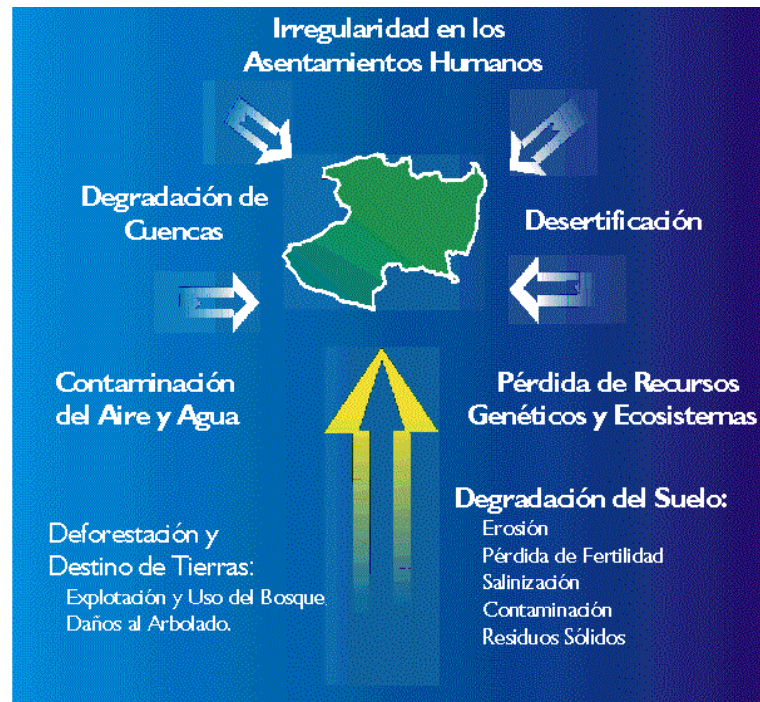 Irregularidad en los
Asentamientos Humanos
Degradación de
Cuencas
Desertificación
Contaminación
del Aire y Agua
Pérdida de Recursos
Genéticos y Ecosistemas
Deforestación y
Destino de Tierras:
Explotación y Uso del Bosque.
Daños al Arbolado.
Degradación del Suelo:
Erosión
Pérdida de Fertilidad
Salinización
Contaminación
Residuos Sólidos